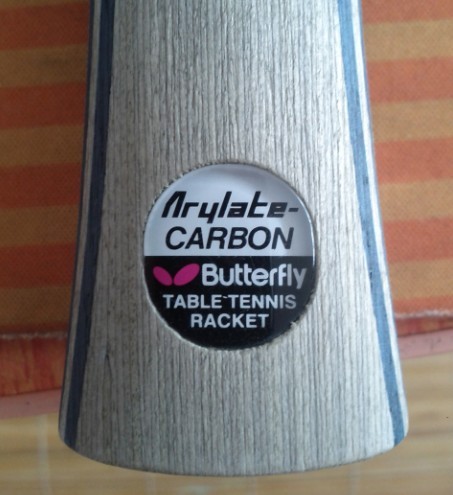 Arylate-
CARBON
Butterfly
TABLE TENNIS
RACKET